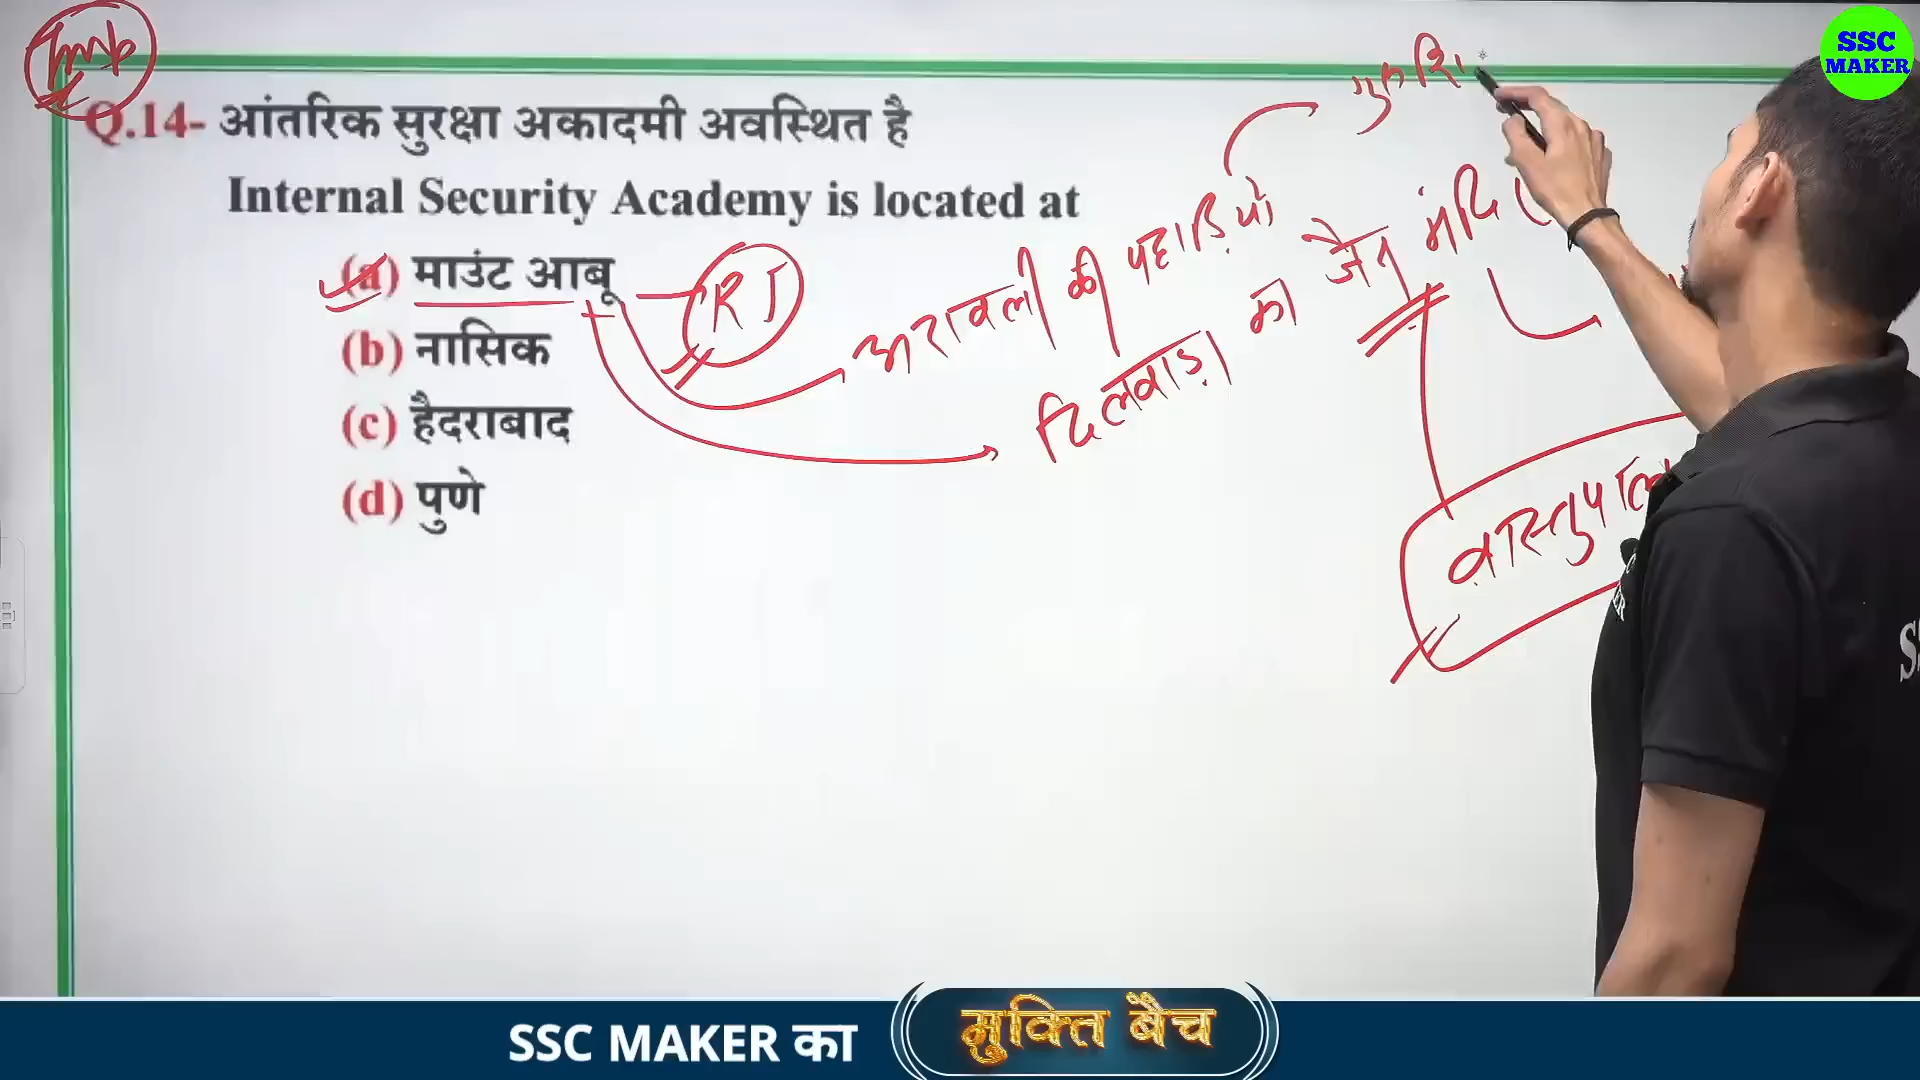 Imp
Q.14- आंतरिक सुरक्षा अकादमी अवस्थित है
Internal Security Academy is located at
(a) माउंट आबू
RJ
(b) नासिक
(c) हैदराबाद
(d) पुणे
अरावली की पहाड़ियों
दिलवाड़ा का जैन मंदिर
SSC
MAKER
SSC MAKER का
मुक्ति बैच